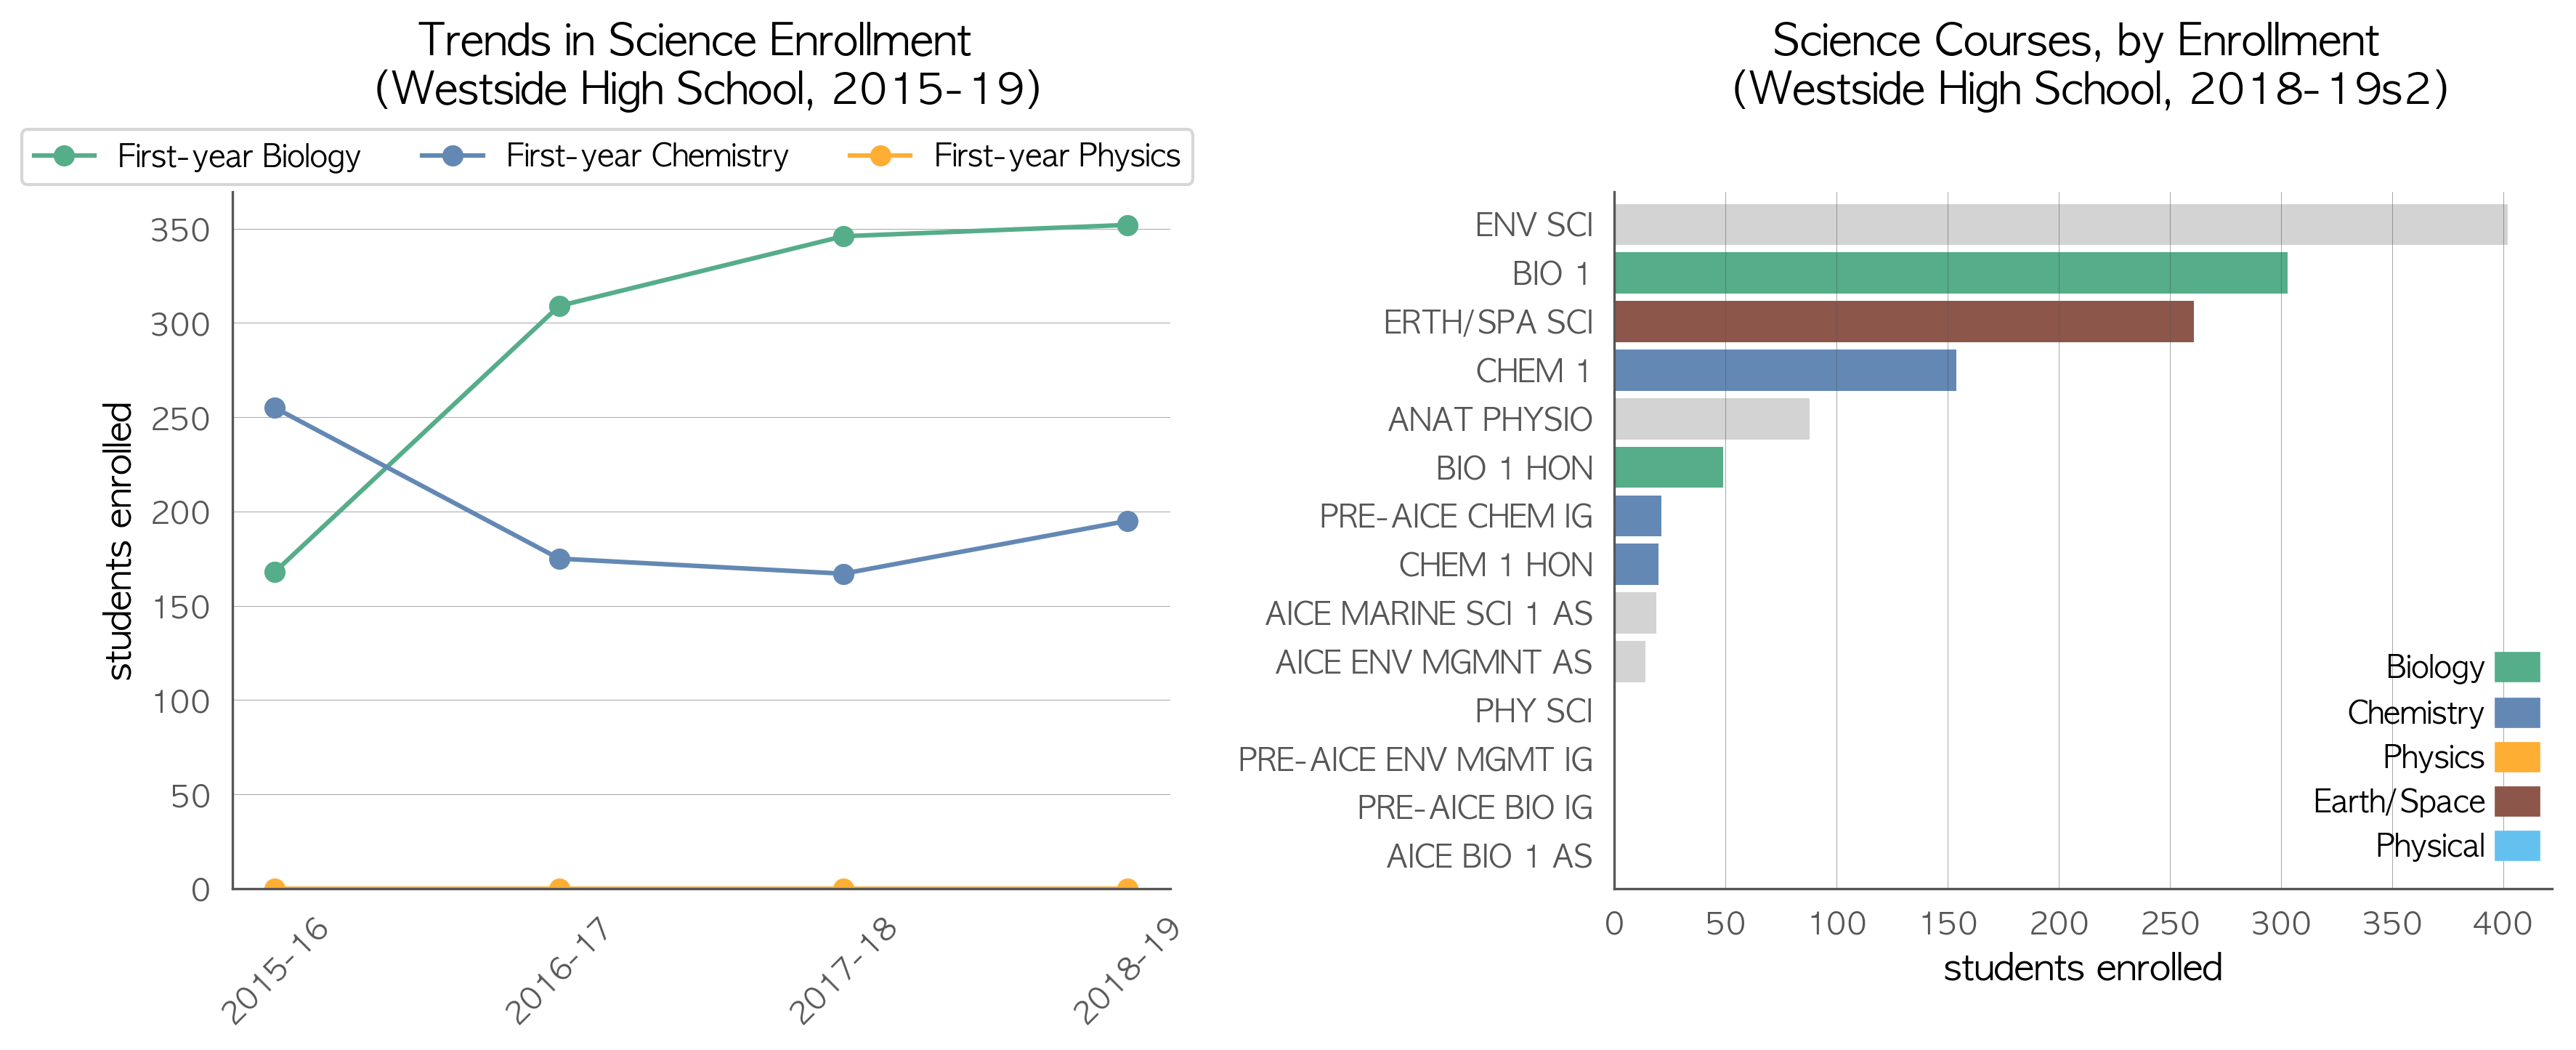 Trends in Science Enrollment
(Westside High School, 2015-19)
First-year Biology First-year Chemistry First-year Physics
350
300
250
200
150
100
50
0
students enrolled
2015-16 2016-17 2017-18 2018-19
Science Courses, by Enrollment
(Westside High School, 2018-19s2)
ENV SCI
BIO 1
ERTH/SPA SCI
CHEM 1
ANAT PHYSIO
BIO 1 HON
PRE-AICE CHEM IG
CHEM 1 HON
AICE MARINE SCI 1 AS
AICE ENV MGMNT AS
PHY SCI
PRE-AICE ENV MGMT IG
PRE-AICE BIO IG
AICE BIO 1 AS
Biology
Chemistry
Physics
Earth/Space
Physical
0 50 100 150 200 250 300 350 400
students enrolled